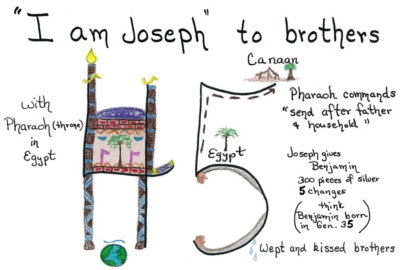 "I am Joseph" to brothers
Canaan
with
Pharaoh (throne)
in
Egypt
Egypt
Pharaoh commands
"send after father
& household"
Joseph gives
Benjamin
300 pieces of silver
5 changes
(think
Benjamin born
in Gen. 35)
Wept and kissed brothers